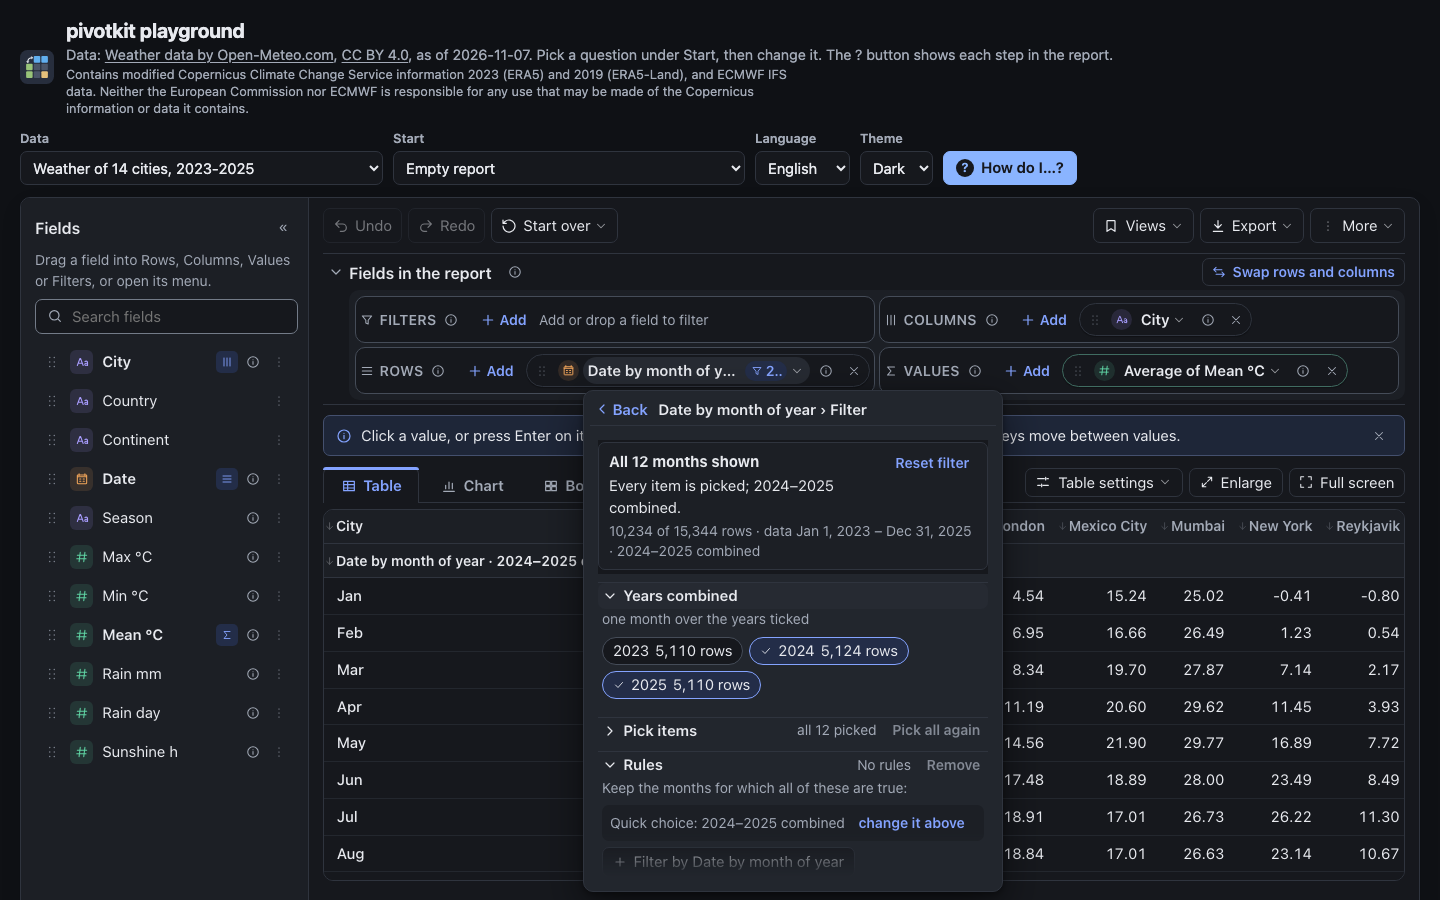 pivotkit playground
Data: Weather data by Open-Meteo.com, CC BY 4.0, as of 2026-11-07. Pick a question under Start, then change it. The ? button shows each step in the report.
Contains modified Copernicus Climate Change Service information 2023 (ERA5) and 2019 (ERA5-Land), and ECMWF IFS
data. Neither the European Commission nor ECMWF is responsible for any use that may be made of the Copernicus
information or data it contains.
Data Start Language Theme
Weather of 14 cities, 2023-2025 Empty report English Dark ? How do I...?
Fields «
Drag a field into Rows, Columns, Values
or Filters, or open its menu.
Search fields
Aa City
Aa Country
Aa Continent
Date
Aa Season
# Max °C
# Min °C
# Mean °C Σ
# Rain mm
# Rain day
# Sunshine h
Undo Redo Start over Views Export More
Fields in the report Swap rows and columns
FILTERS + Add Add or drop a field to filter
COLUMNS + Add Aa City
ROWS + Add Date by month of y... 2..
Σ VALUES + Add # Average of Mean °C
Click a value, or press Enter on it eys move between values.
Table Chart Bo Table settings Enlarge Full screen
City ondon Mexico City Mumbai New York Reykjavik
Date by month of year · 2024–2025
Jan 4.54 15.24 25.02 -0.41 -0.80
Feb 6.95 16.66 26.49 1.23 0.54
Mar 8.34 19.70 27.87 7.14 2.17
Apr 11.19 20.60 29.62 11.45 3.93
May 14.56 21.90 29.77 16.89 7.72
Jun 17.48 18.89 28.00 23.49 8.49
Jul 18.91 17.01 26.73 26.22 11.30
Aug 18.84 17.01 26.63 23.14 10.67
Back Date by month of year › Filter
All 12 months shown Reset filter
Every item is picked; 2024–2025
combined.
10,234 of 15,344 rows · data Jan 1, 2023 – Dec 31, 2025
· 2024–2025 combined
Years combined
one month over the years ticked
2023 5,110 rows ✓ 2024 5,124 rows
✓ 2025 5,110 rows
Pick items all 12 picked Pick all again
Rules No rules Remove
Keep the months for which all of these are true:
Quick choice: 2024–2025 combined change it above
+ Filter by Date by month of year